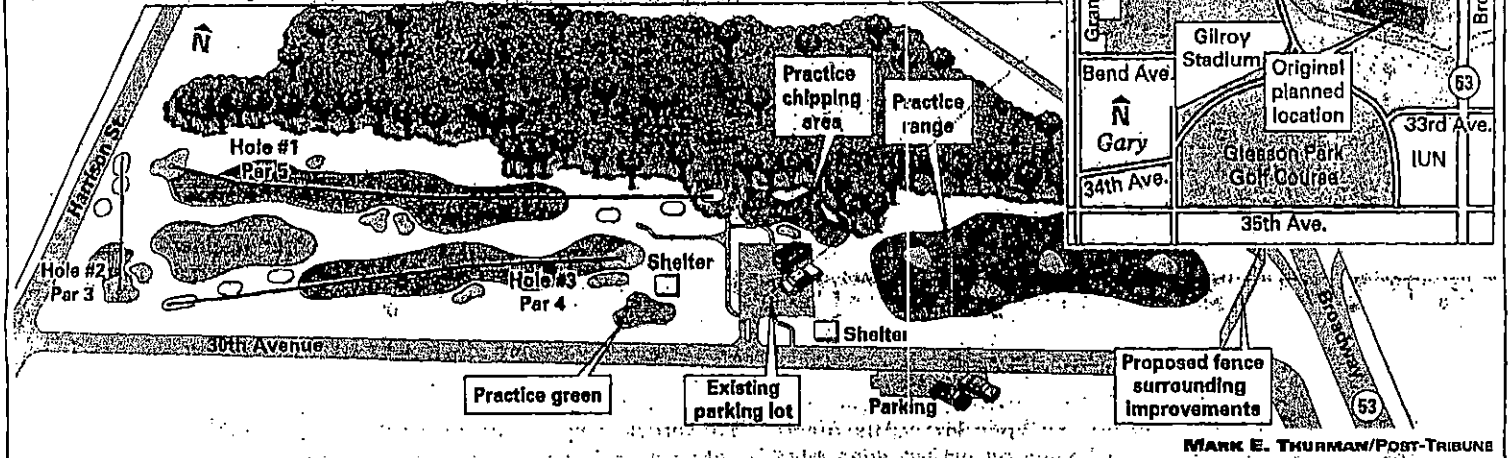 N
Harrison St.
Hole #1
Par 5
Hole #2
Par 3
Hole #3
Par 4
Practice
chipping
area
Practice
range
Shelter
Shelter
30th Avenue
Practice green
Existing
parking lot
Parking
Proposed fence
surrounding
improvements
Broadway
53
Gilroy
Stadium
Original
planned
location
Bend Ave.
N
Gary
34th Ave.
Gleason Park
Golf Course
53
33rd Ave.
IUN
35th Ave.
MARK E. THURMAN/POST-TRIBUNE